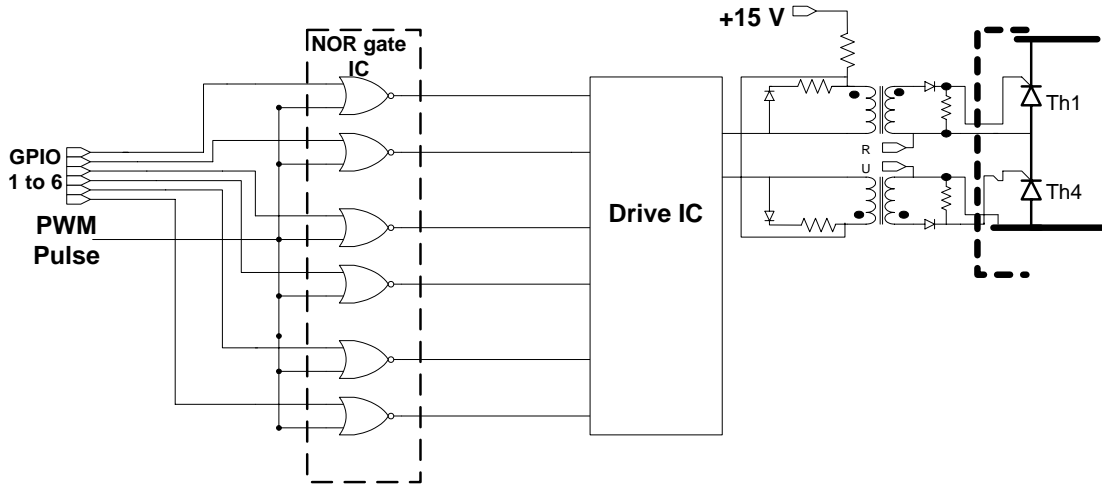 +15 V
NOR gate
IC
Th1
GPIO
1 to 6
R
U
Th4
PWM
Pulse
Drive IC